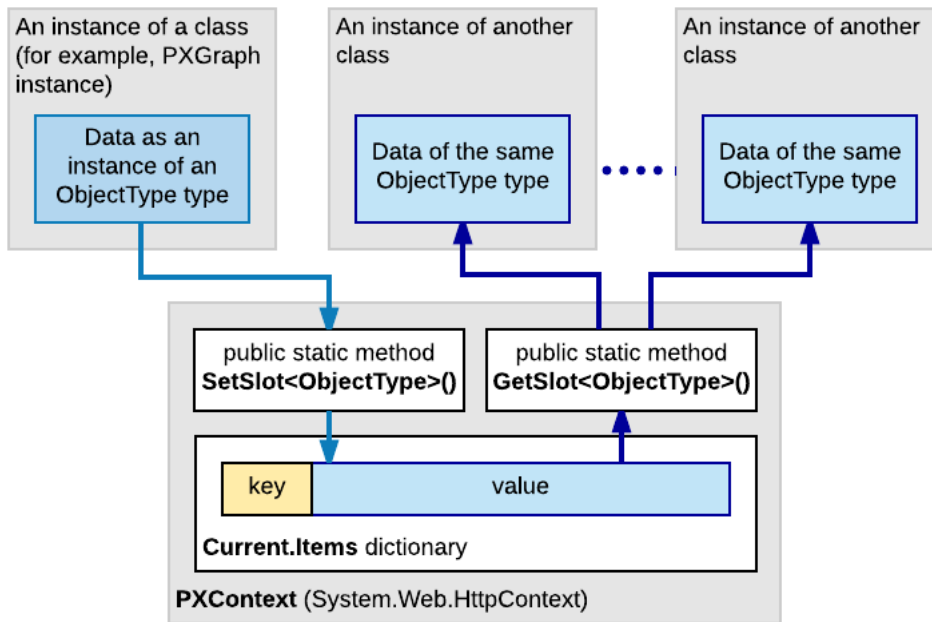 An instance of a class
(for example, PXGraph
instance)
Data as an
instance of an
ObjectType type
An instance of another
class
Data of the same
ObjectType type
An instance of another
class
Data of the same
ObjectType type
public static method
SetSlot<ObjectType>()
public static method
GetSlot<ObjectType>()
key
value
Current.Items dictionary
PXContext (System.Web.HttpContext)